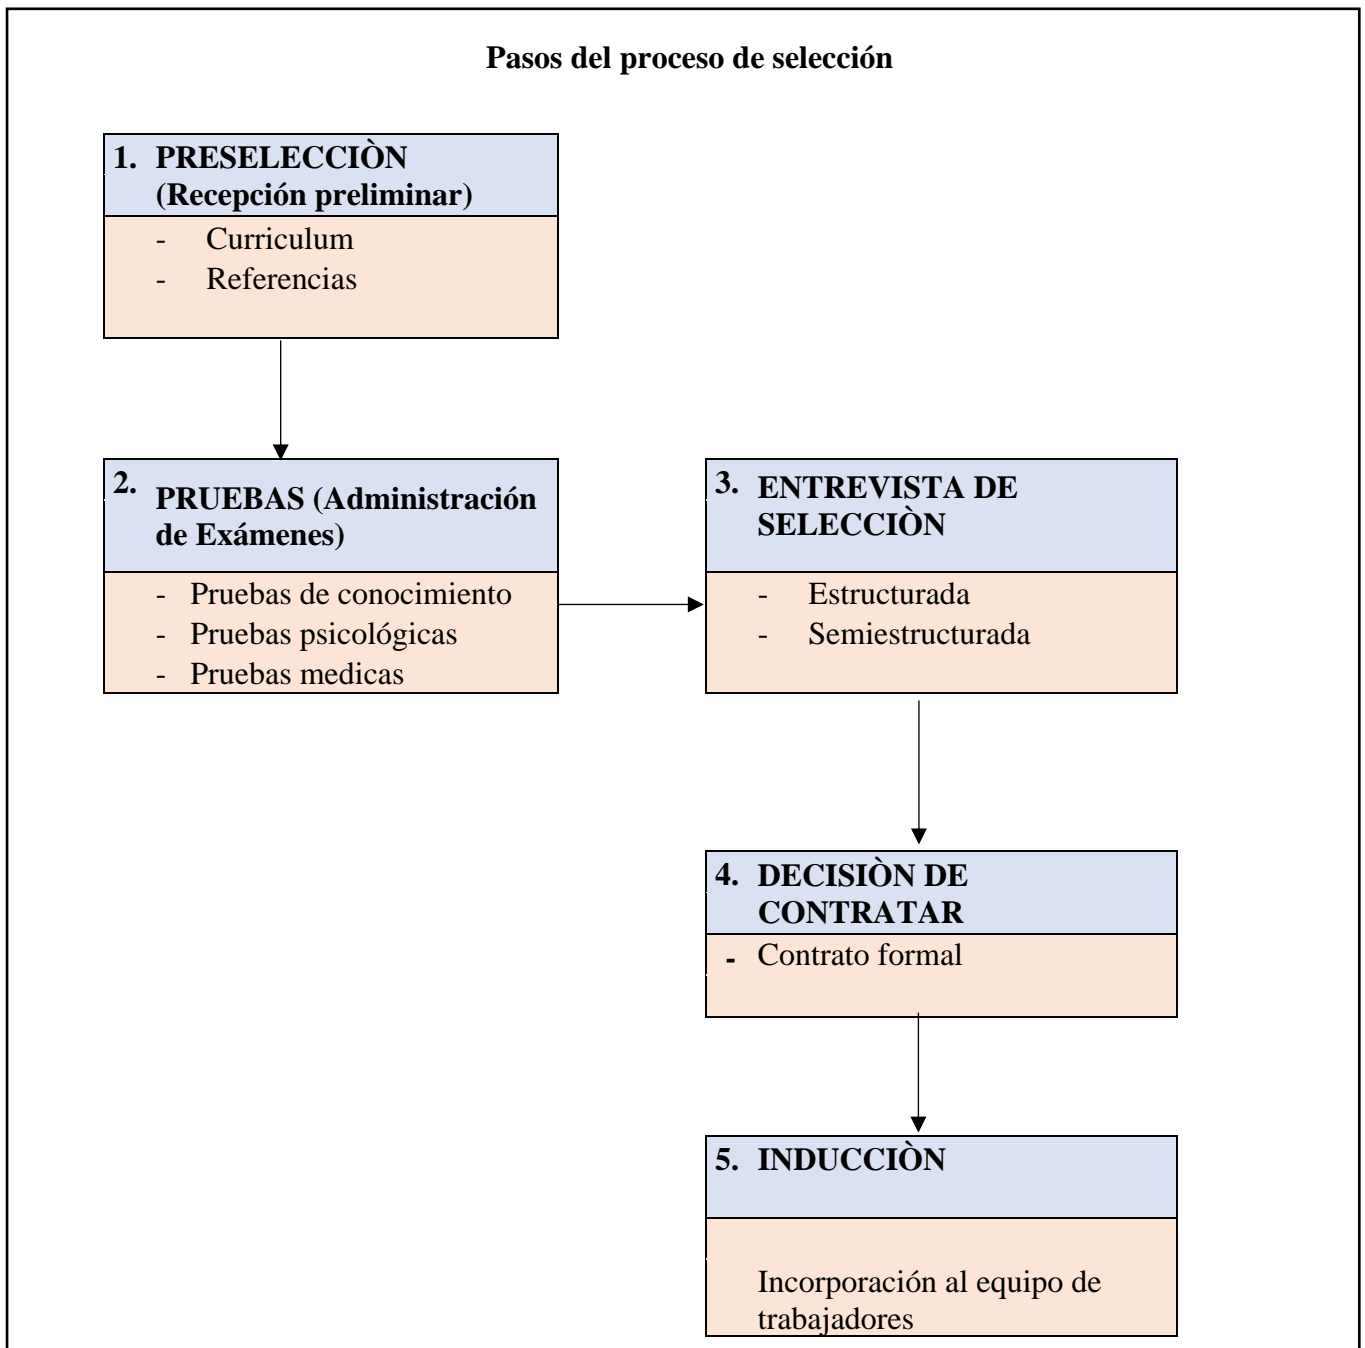 Pasos del proceso de selección
1. PRESELECCIÒN
(Recepción preliminar)
- Curriculum
- Referencias
2. PRUEBAS (Administración
de Exámenes)
- Pruebas de conocimiento
- Pruebas psicológicas
- Pruebas medicas
3. ENTREVISTA DE
SELECCIÒN
- Estructurada
- Semiestructurada
4. DECISIÒN DE
CONTRATAR
- Contrato formal
5. INDUCCIÒN
Incorporación al equipo de
trabajadores